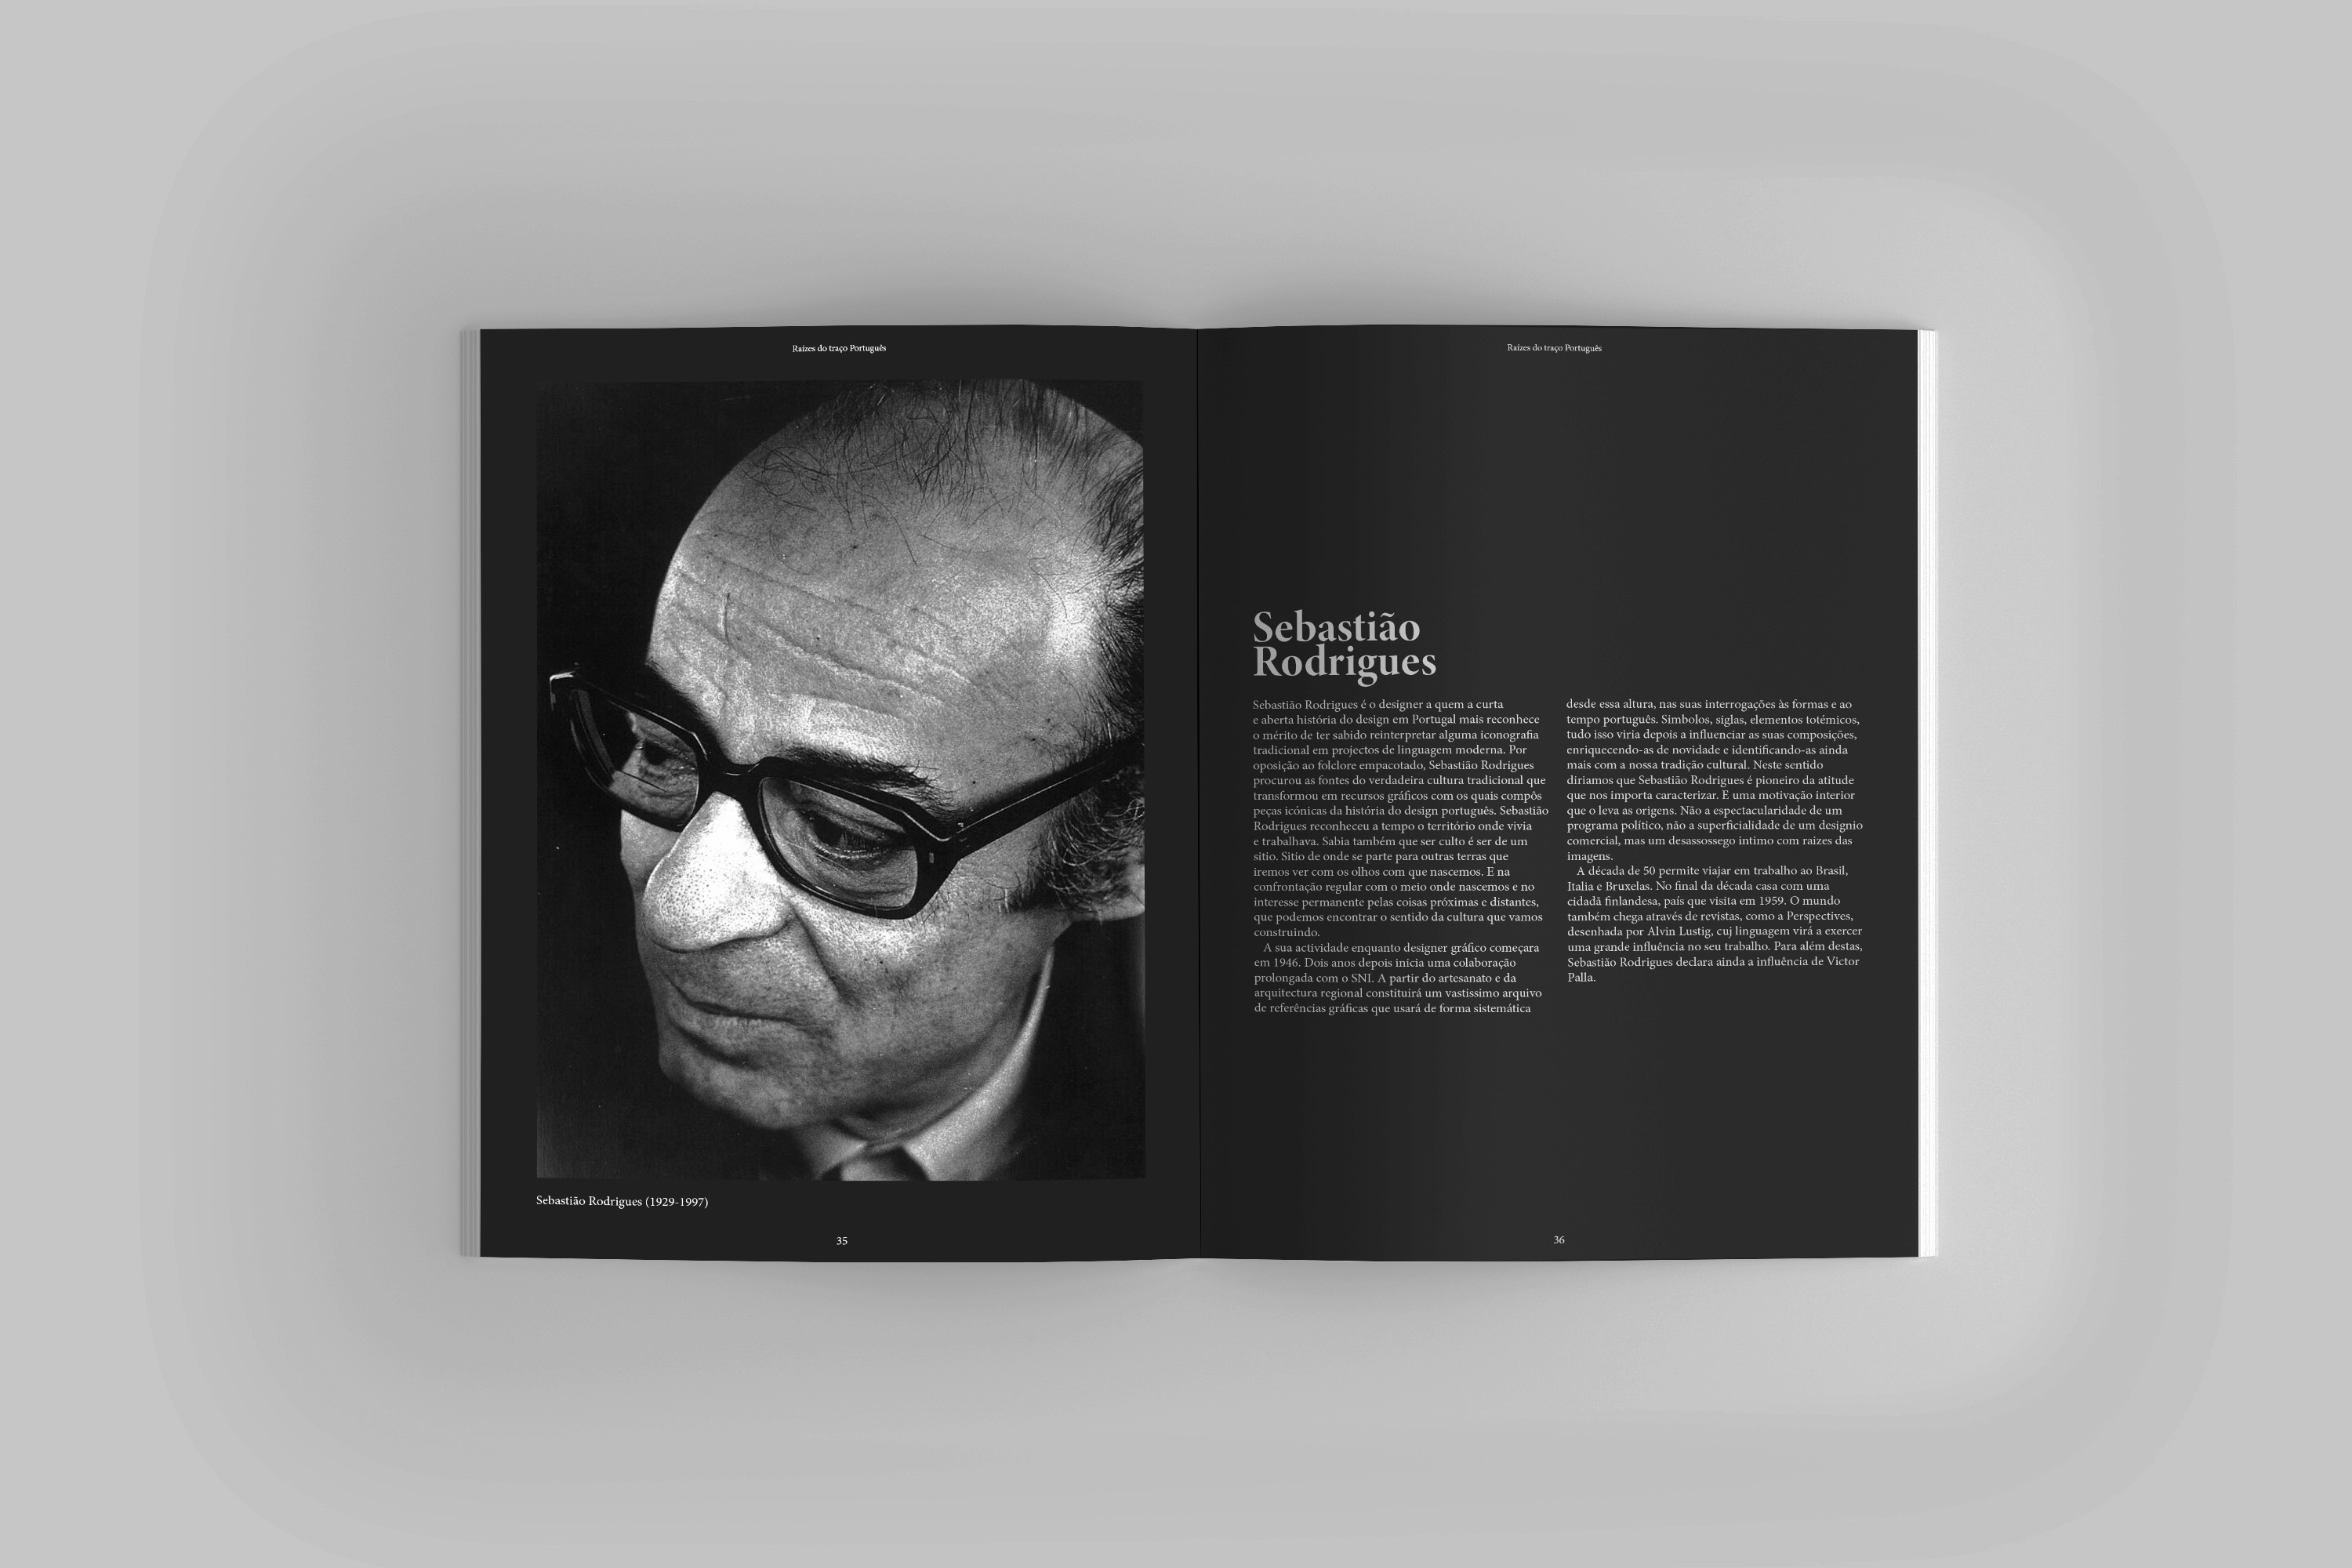 Raízes do traço Português
Sebastião Rodrigues (1929-1997)
35
Raízes do traço Português
Sebastião
Rodrigues
Sebastião Rodrigues é o designer a quem a curta
e aberta história do design em Portugal mais reconhece
o mérito de ter sabido reinterpretar alguma iconografia
tradicional em projectos de linguagem moderna. Por
oposição ao folclore empacotado, Sebastião Rodrigues
procurou as fontes do verdadeira cultura tradicional que
transformou em recursos gráficos com os quais compôs
peças icónicas da história do design português. Sebastião
Rodrigues reconheceu a tempo o território onde vivia
e trabalhava. Sabia também que ser culto é ser de um
sitio. Sitio de onde se parte para outras terras que
iremos ver com os olhos com que nascemos. E na
confrontação regular com o meio onde nascemos e no
interesse permanente pelas coisas próximas e distantes,
que podemos encontrar o sentido da cultura que vamos
construindo.
A sua actividade enquanto designer gráfico começara
em 1946. Dois anos depois inicia uma colaboração
prolongada com o SNI. A partir do artesanato e da
arquitectura regional constituirá um vastissimo arquivo
de referências gráficas que usará de forma sistemática
desde essa altura, nas suas interrogações às formas e ao
tempo português. Simbolos, siglas, elementos totémicos,
tudo isso viria depois a influenciar as suas composições,
enriquecendo-as de novidade e identificando-as ainda
mais com a nossa tradição cultural. Neste sentido
diriamos que Sebastião Rodrigues é pioneiro da atitude
que nos importa caracterizar. E uma motivação interior
que o leva as origens. Não a espectacularidade de um
programa político, não a superficialidade de um designio
comercial, mas um desassossego intimo com raizes das
imagens.
A década de 50 permite viajar em trabalho ao Brasil,
Italia e Bruxelas. No final da década casa com uma
cidadã finlandesa, país que visita em 1959. O mundo
também chega através de revistas, como a Perspectives,
desenhada por Alvin Lustig, cuj linguagem virá a exercer
uma grande influência no seu trabalho. Para além destas,
Sebastião Rodrigues declara ainda a influência de Victor
Palla.
36